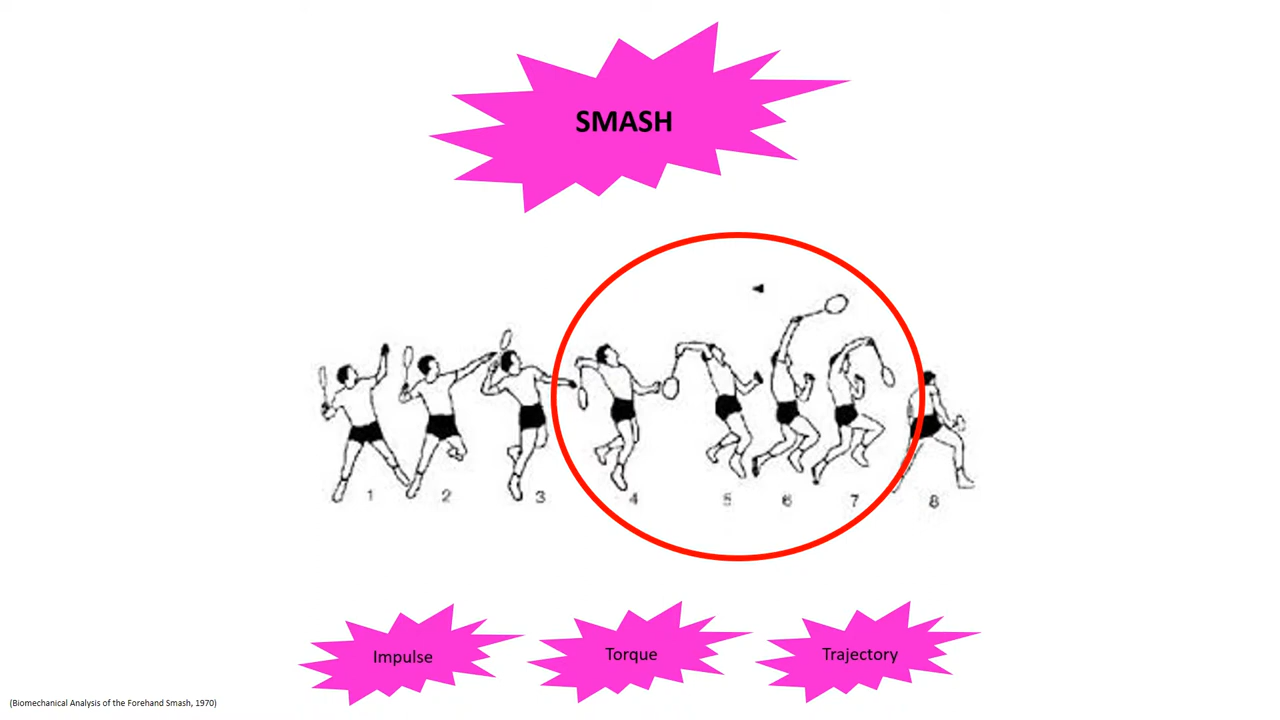 SMASH
1 2 3 4 5 6 7 8
Impulse
Torque
Trajectory
(Biomechanical Analysis of the Forehand Smash, 1970)